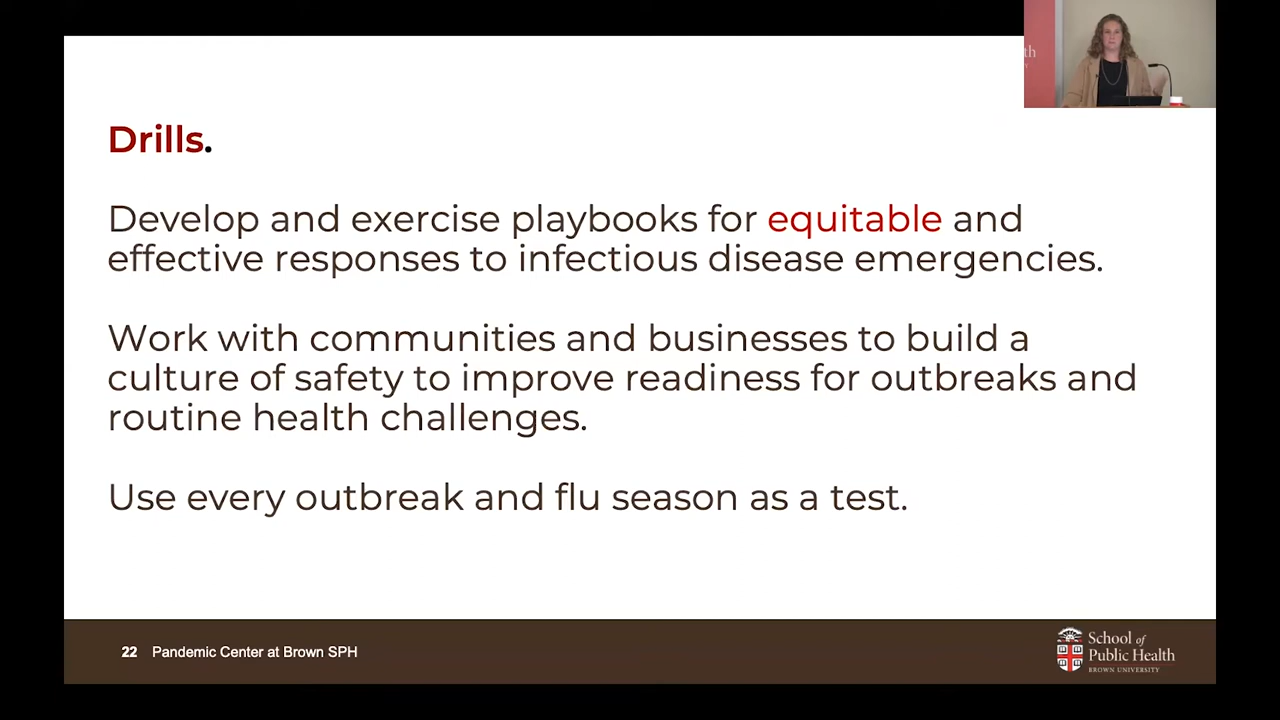 th
Drills.
Develop and exercise playbooks for equitable and
effective responses to infectious disease emergencies.
Work with communities and businesses to build a
culture of safety to improve readiness for outbreaks and
routine health challenges.
Use every outbreak and flu season as a test.
22 Pandemic Center at Brown SPH
School of
Public Health
BROWN UNIVERSITY